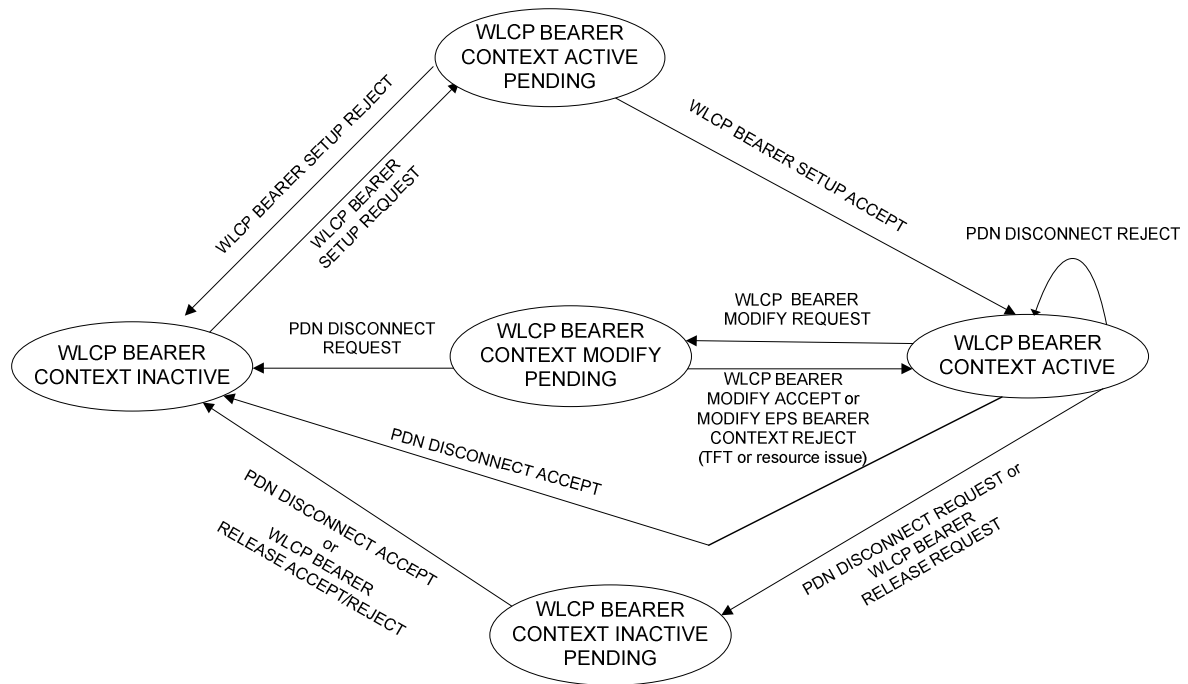 WLCP BEARER
CONTEXT ACTIVE
PENDING
WLCP BEARER SETUP REJECT
WLCP BEARER
SETUP REQUEST
WLCP BEARER SETUP ACCEPT
PDN DISCONNECT REJECT
WLCP BEARER
MODIFY REQUEST
PDN DISCONNECT
REQUEST
WLCP BEARER
CONTEXT MODIFY
PENDING
WLCP BEARER
CONTEXT INACTIVE
WLCP BEARER
CONTEXT ACTIVE
WLCP BEARER
MODIFY ACCEPT or
MODIFY EPS BEARER
CONTEXT REJECT
(TFT or resource issue)
PDN DISCONNECT ACCEPT
PDN DISCONNECT ACCEPT
or
WLCP BEARER
RELEASE ACCEPT/REJECT
PDN DISCONNECT REQUEST or
WLCP BEARER
RELEASE REQUEST
WLCP BEARER
CONTEXT INACTIVE
PENDING